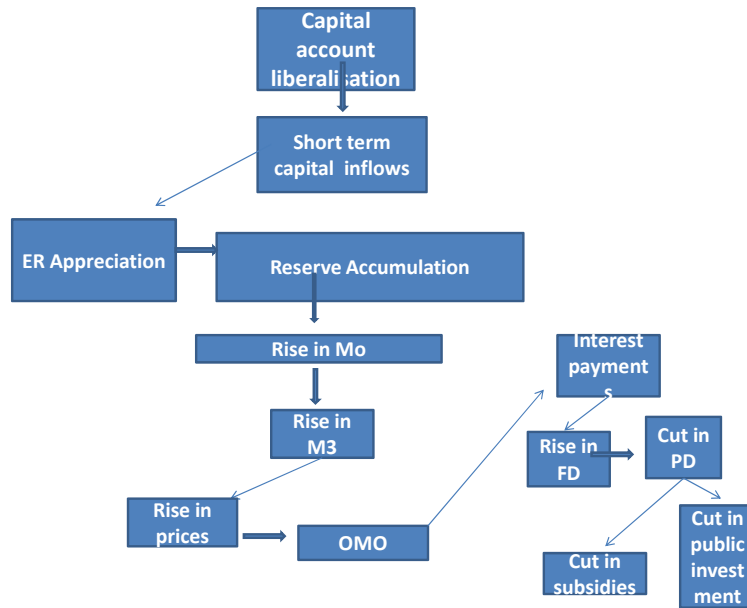 Capital
account
liberalisation
Short term
capital inflows
ER Appreciation
Reserve Accumulation
Rise in Mo
Rise in
M3
Rise in
prices
OMO
Interest
payment
s
Rise in
FD
Cut in
PD
Cut in
subsidies
Cut in
public
invest
ment